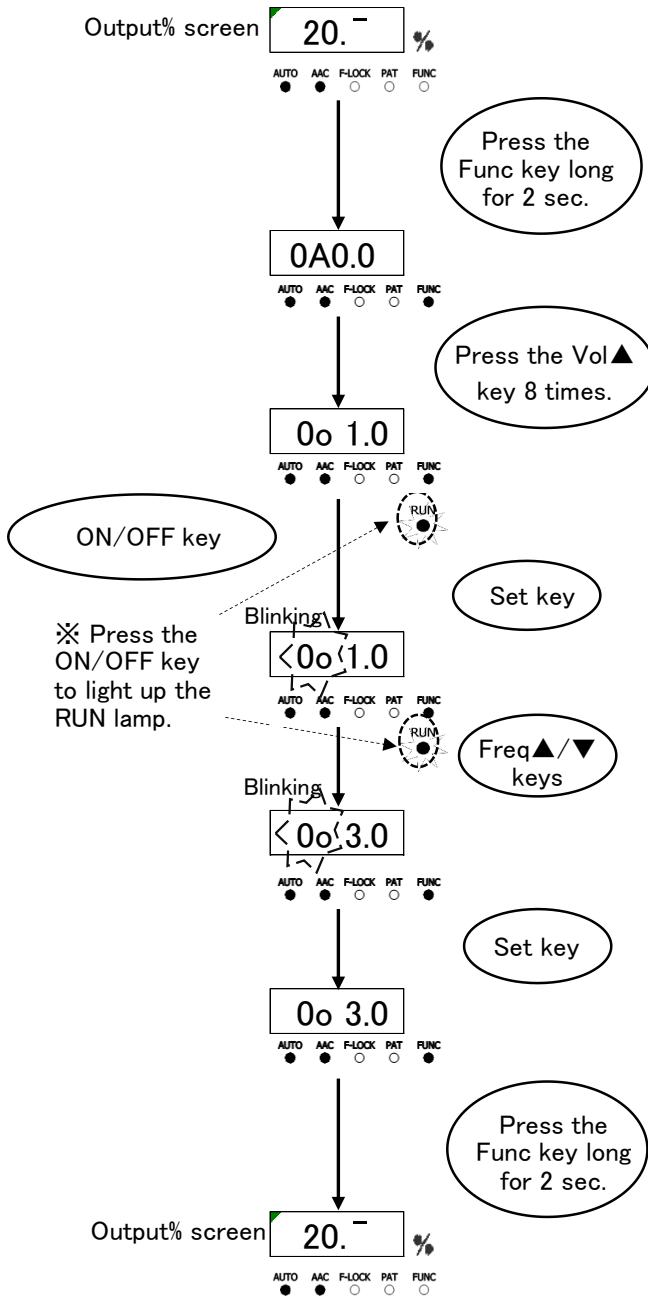 Output% screen
20.‾ %
AUTO AAC F-LOCK PAT FUNC
Press the
Func key long
for 2 sec.
0A0.0
AUTO AAC F-LOCK PAT FUNC
Press the Vol▲
key 8 times.
0o 1.0
AUTO AAC F-LOCK PAT FUNC
RUN
ON/OFF key
Set key
※ Press the
ON/OFF key
to light up the
RUN lamp.
Blinking
0o 1.0
AUTO AAC F-LOCK PAT FUNC
RUN
Freq▲/▼
keys
Blinking
0o 3.0
AUTO AAC F-LOCK PAT FUNC
Set key
0o 3.0
AUTO AAC F-LOCK PAT FUNC
Press the
Func key long
for 2 sec.
Output% screen
20.‾ %
AUTO AAC F-LOCK PAT FUNC